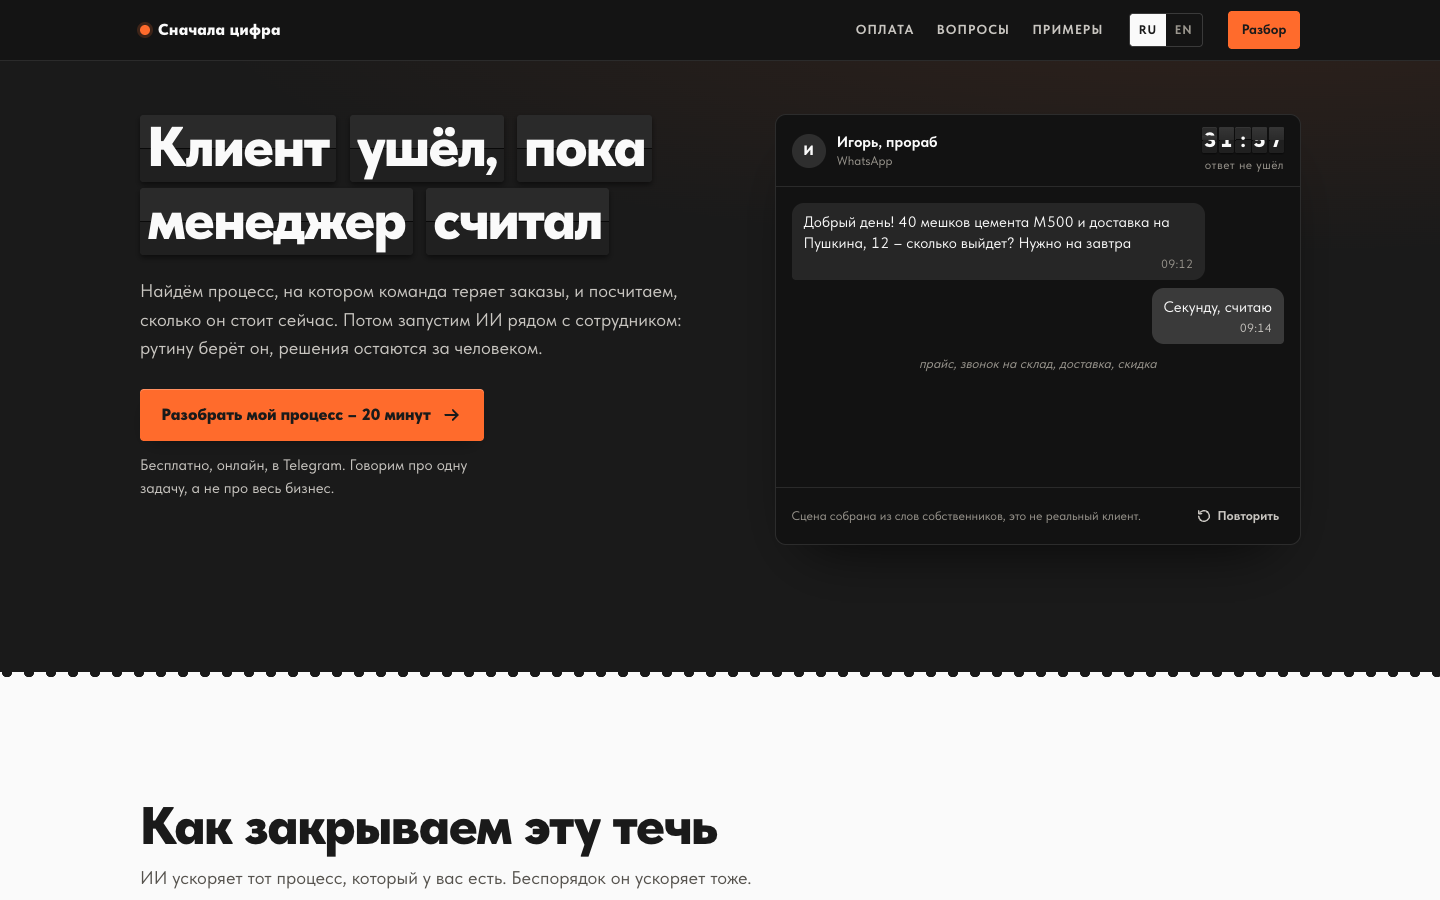 Сначала цифра
ОПЛАТА ВОПРОСЫ ПРИМЕРЫ RU EN Разбор
Клиент ушёл, пока
менеджер считал
Найдём процесс, на котором команда теряет заказы, и посчитаем,
сколько он стоит сейчас. Потом запустим ИИ рядом с сотрудником:
рутину берёт он, решения остаются за человеком.
Разобрать мой процесс – 20 минут →
Бесплатно, онлайн, в Telegram. Говорим про одну
задачу, а не про весь бизнес.
И
Игорь, прораб
WhatsApp
ответ не ушёл
Добрый день! 40 мешков цемента М500 и доставка на
Пушкина, 12 – сколько выйдет? Нужно на завтра
09:12
Секунду, считаю
09:14
прайс, звонок на склад, доставка, скидка
Сцена собрана из слов собственников, это не реальный клиент.
Повторить
Как закрываем эту течь
ИИ ускоряет тот процесс, который у вас есть. Беспорядок он ускоряет тоже.